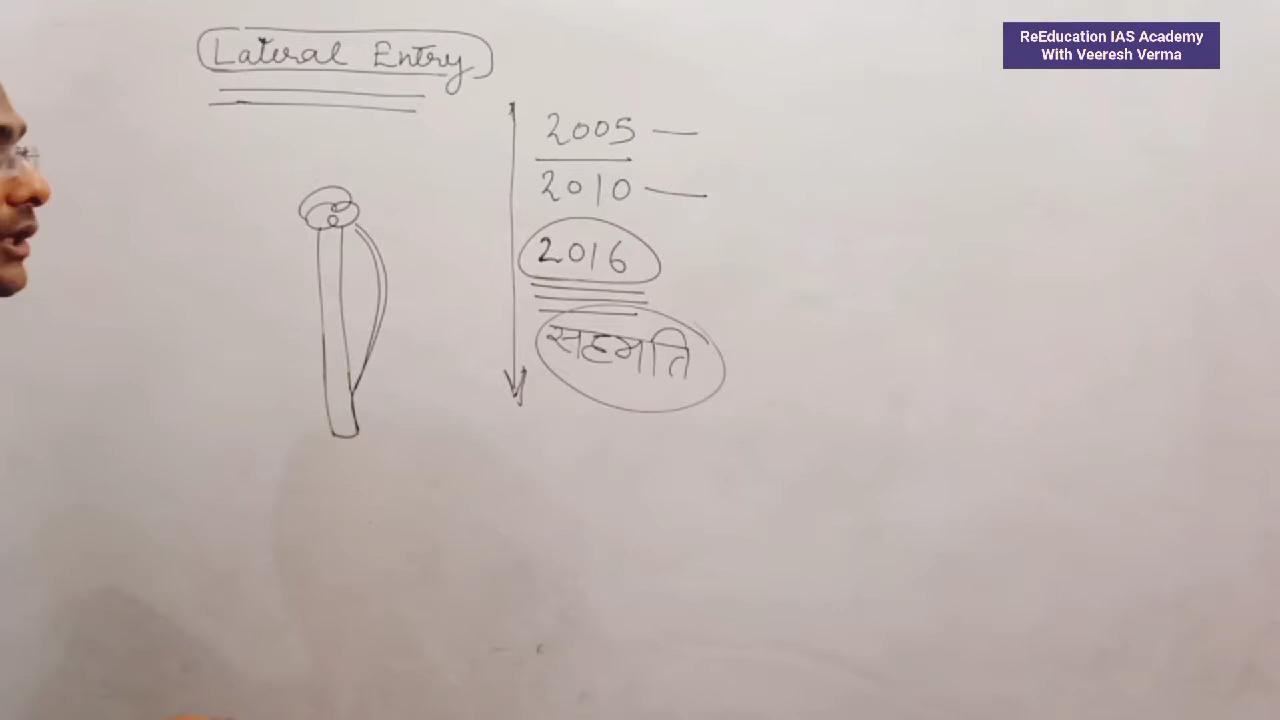 ReEducation IAS Academy
With Veeresh Verma
Lateral Entry
2005 —
2010 —
2016
सहमति